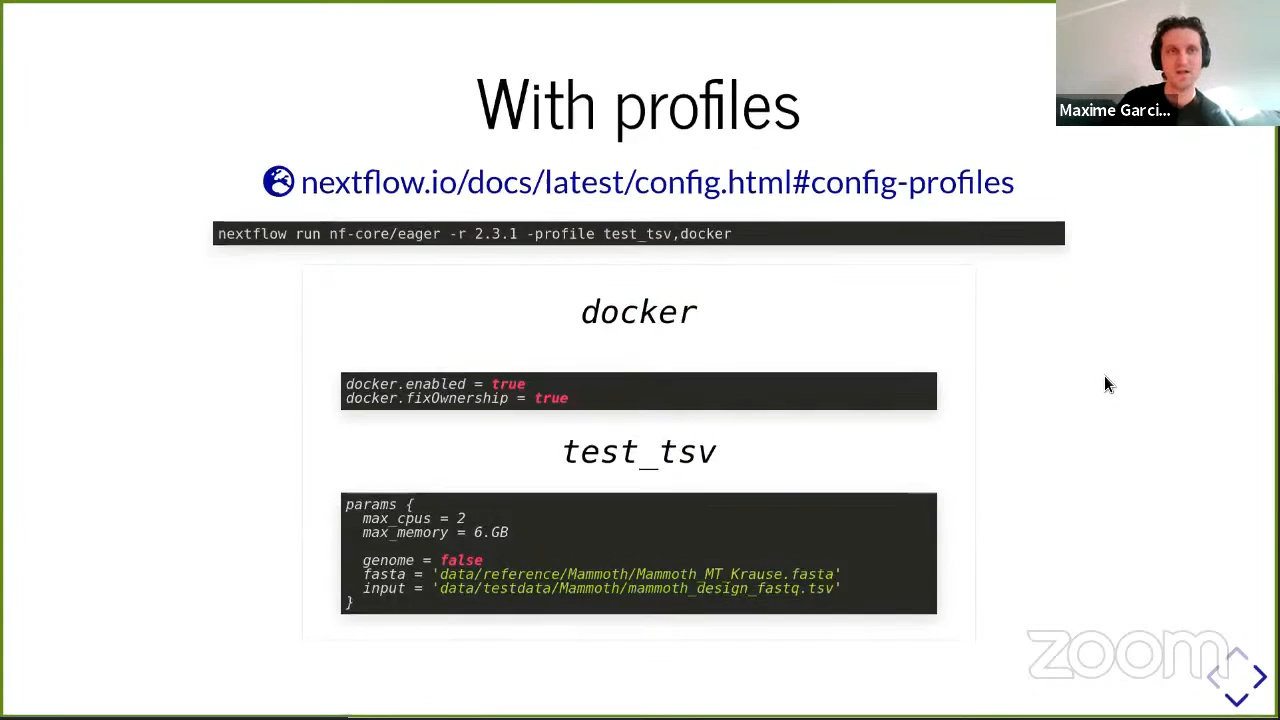 With profiles
Maxime Garci...
nextflow.io/docs/latest/config.html#config-profiles
nextflow run nf-core/eager -r 2.3.1 -profile test_tsv,docker
docker
docker.enabled = true
docker.fixOwnership = true
test_tsv
params {
max_cpus = 2
max_memory = 6.GB
genome = false
fasta = 'data/reference/Mammoth/Mammoth_MT_Krause.fasta'
input = 'data/testdata/Mammoth/mammoth_design_fastq.tsv'
}
zoom